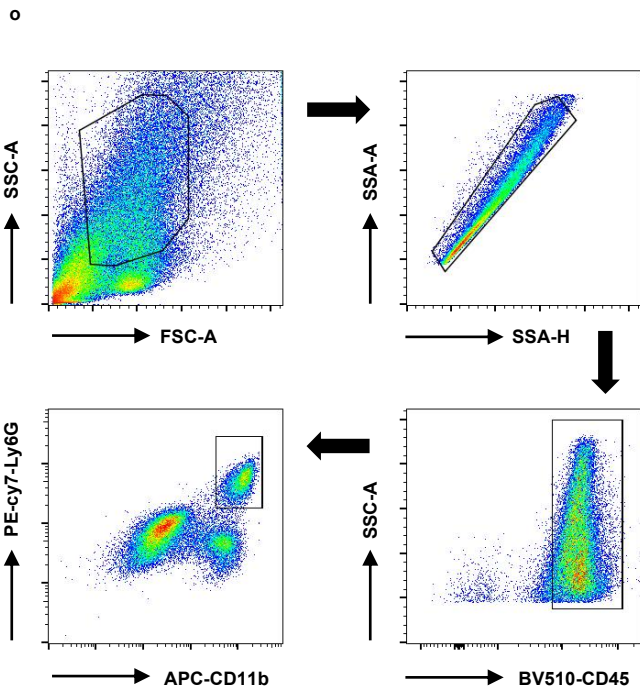 o
SSC-A
FSC-A
SSA-A
SSA-H
PE-cy7-Ly6G
APC-CD11b
SSC-A
BV510-CD45